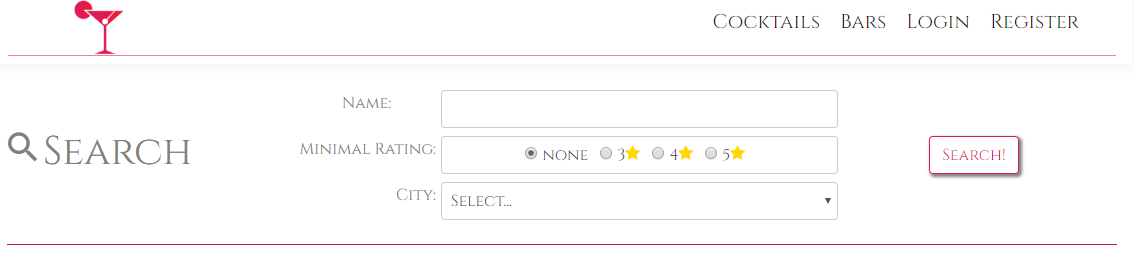 Cocktails Bars Login Register
Name:
Search
Minimal Rating: none 3 4 5
Search!
City: Select...